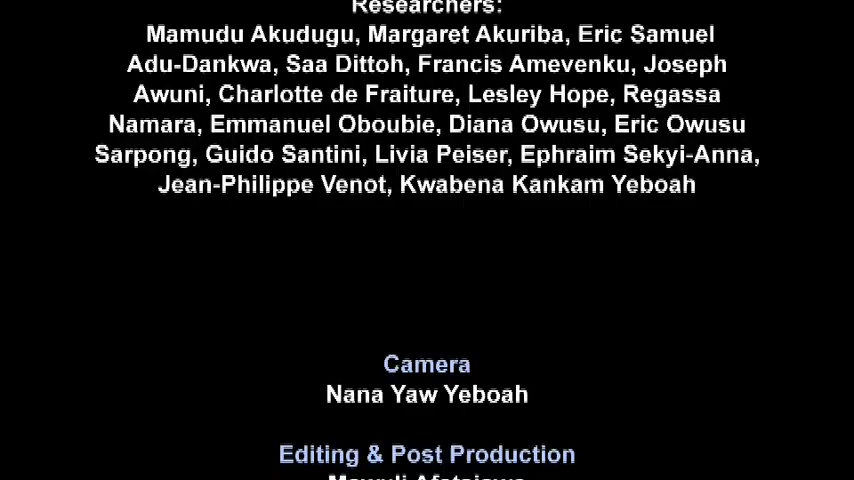 Researchers:
Mamudu Akudugu, Margaret Akuriba, Eric Samuel
Adu-Dankwa, Saa Dittoh, Francis Amevenku, Joseph
Awuni, Charlotte de Fraiture, Lesley Hope, Regassa
Namara, Emmanuel Oboubie, Diana Owusu, Eric Owusu
Sarpong, Guido Santini, Livia Peiser, Ephraim Sekyi-Anna,
Jean-Philippe Venot, Kwabena Kankam Yeboah
Camera
Nana Yaw Yeboah
Editing & Post Production